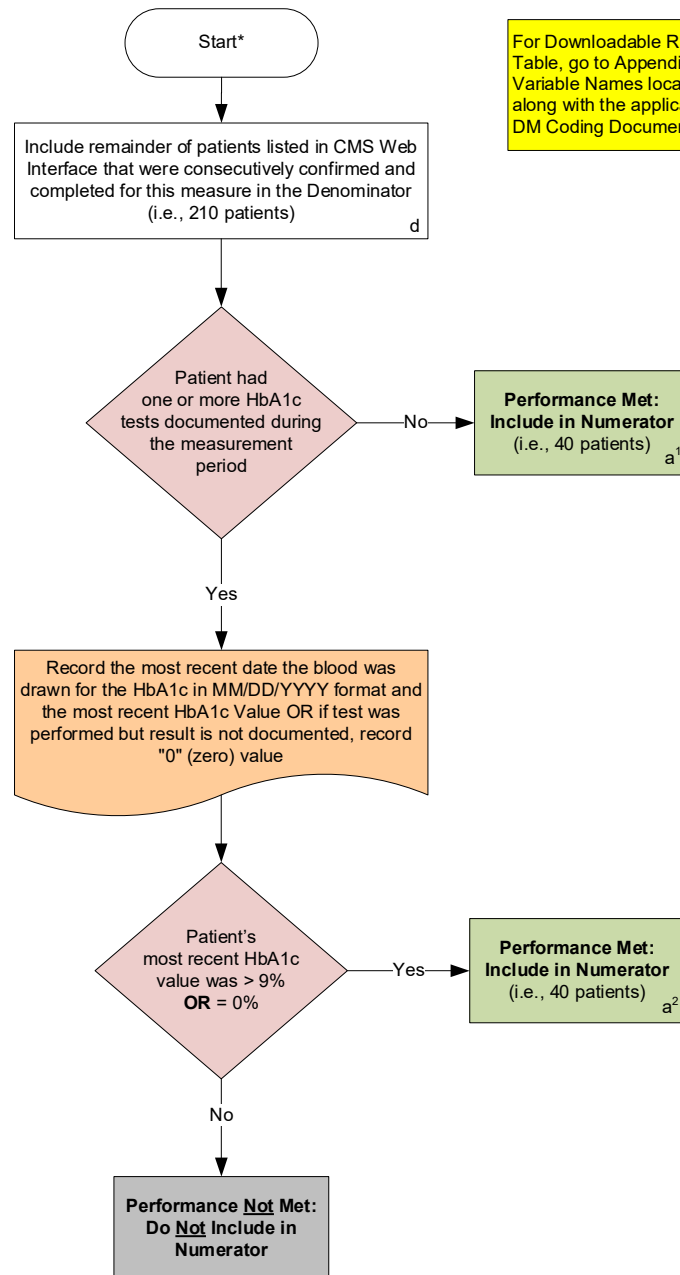 Start*
For Downloadable R
Table, go to Appendi
Variable Names loca
along with the applica
DM Coding Docume
Include remainder of patients listed in CMS Web
Interface that were consecutively confirmed and
completed for this measure in the Denominator
(i.e., 210 patients)
d
Patient had
one or more HbA1c
tests documented during
the measurement
period
No
Performance Met:
Include in Numerator
(i.e., 40 patients)
a¹
Yes
Record the most recent date the blood was
drawn for the HbA1c in MM/DD/YYYY format and
the most recent HbA1c Value OR if test was
performed but result is not documented, record
"0" (zero) value
Patient’s
most recent HbA1c
value was > 9%
OR = 0%
Yes
Performance Met:
Include in Numerator
(i.e., 40 patients)
a²
No
Performance Not Met:
Do Not Include in
Numerator